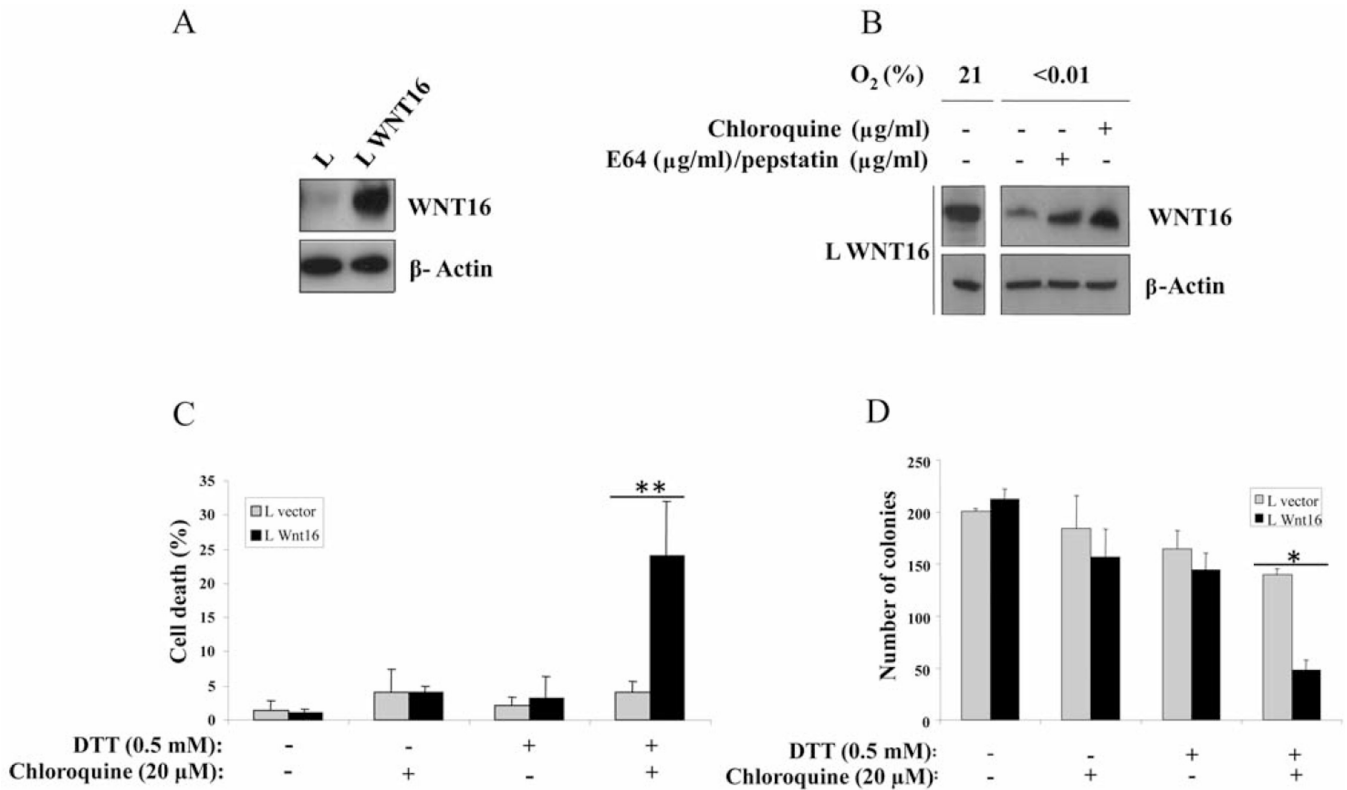 A
L
L WNT16
WNT16
β- Actin
B
O2 (%) 21 <0.01
Chloroquine (µg/ml) - - - +
E64 (µg/ml)/pepstatin (µg/ml) - - + -
L WNT16
WNT16
β-Actin
C
Cell death (%)
35
30
25
20
15
10
5
0
L vector
L Wnt16
**
DTT (0.5 mM): - - + +
Chloroquine (20 µM): - + - +
D
Number of colonies
250
200
150
100
50
0
L vector
L Wnt16
*
DTT (0.5 mM): - - + +
Chloroquine (20 µM): - + - +